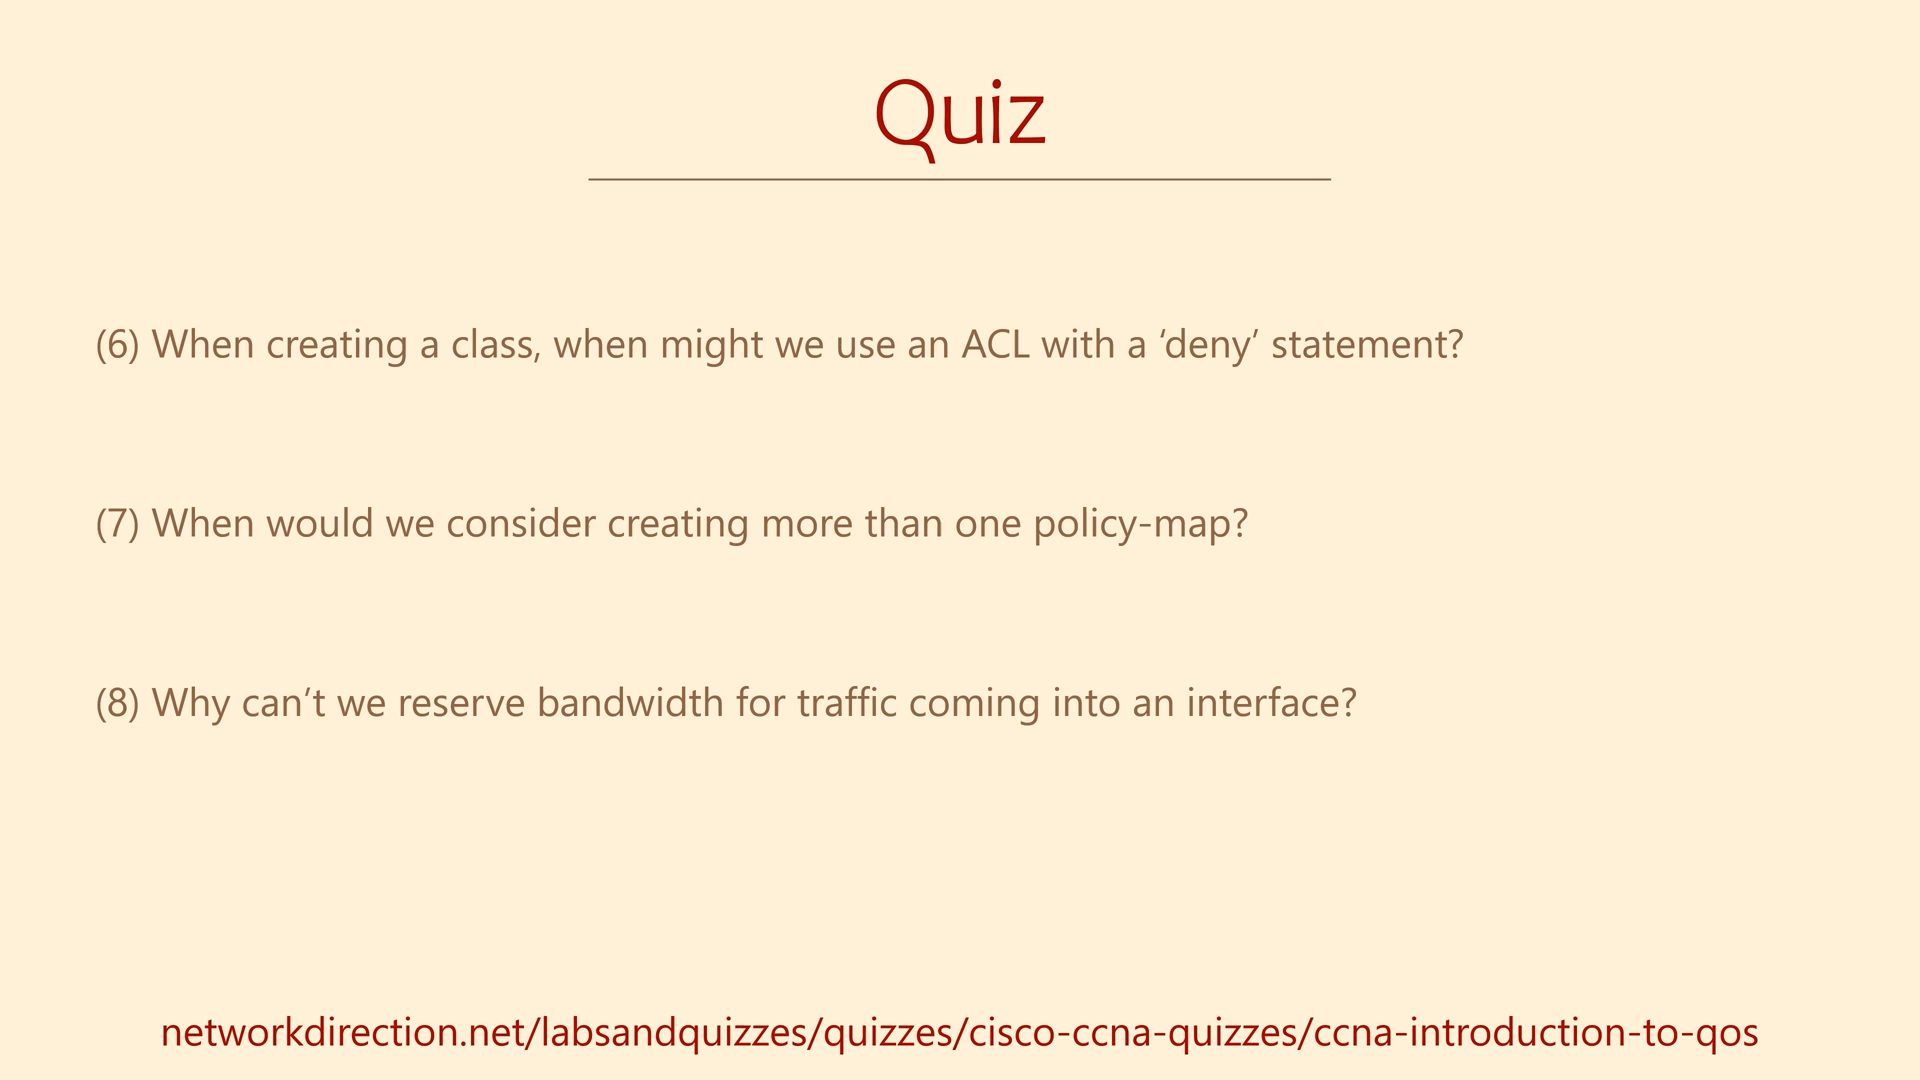 Quiz
(6) When creating a class, when might we use an ACL with a ‘deny’ statement?
(7) When would we consider creating more than one policy-map?
(8) Why can’t we reserve bandwidth for traffic coming into an interface?
networkdirection.net/labsandquizzes/quizzes/cisco-ccna-quizzes/ccna-introduction-to-qos